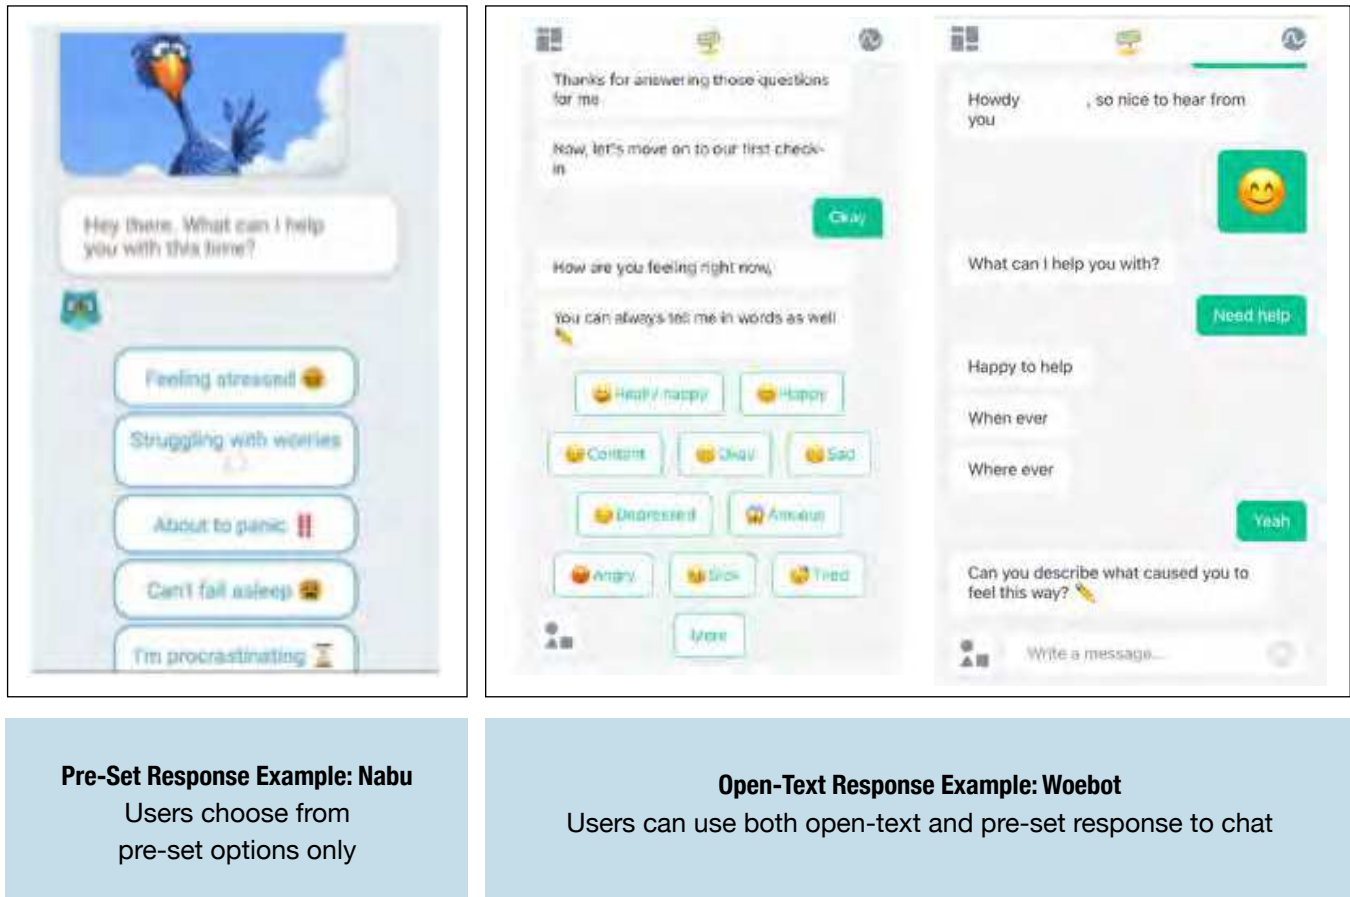 Hey there. What can I help
you with this time?
Feeling stressed
Struggling with worries
About to panic ‼️
Can't fall asleep
I'm procrastinating ⏳
Thanks for answering those questions
for me
Now, let's move on to our first check-
in
Okay
How are you feeling right now,
You can always tell me in words as well
Really happy
Happy
Content
Okay
Sad
Depressed
Anxious
Angry
Sick
Tired
More
Howdy , so nice to hear from
you
What can I help you with?
Need help
Happy to help
When ever
Where ever
Yeah
Can you describe what caused you to
feel this way?
Write a message...
Pre-Set Response Example: Nabu
Users choose from
pre-set options only
Open-Text Response Example: Woebot
Users can use both open-text and pre-set response to chat